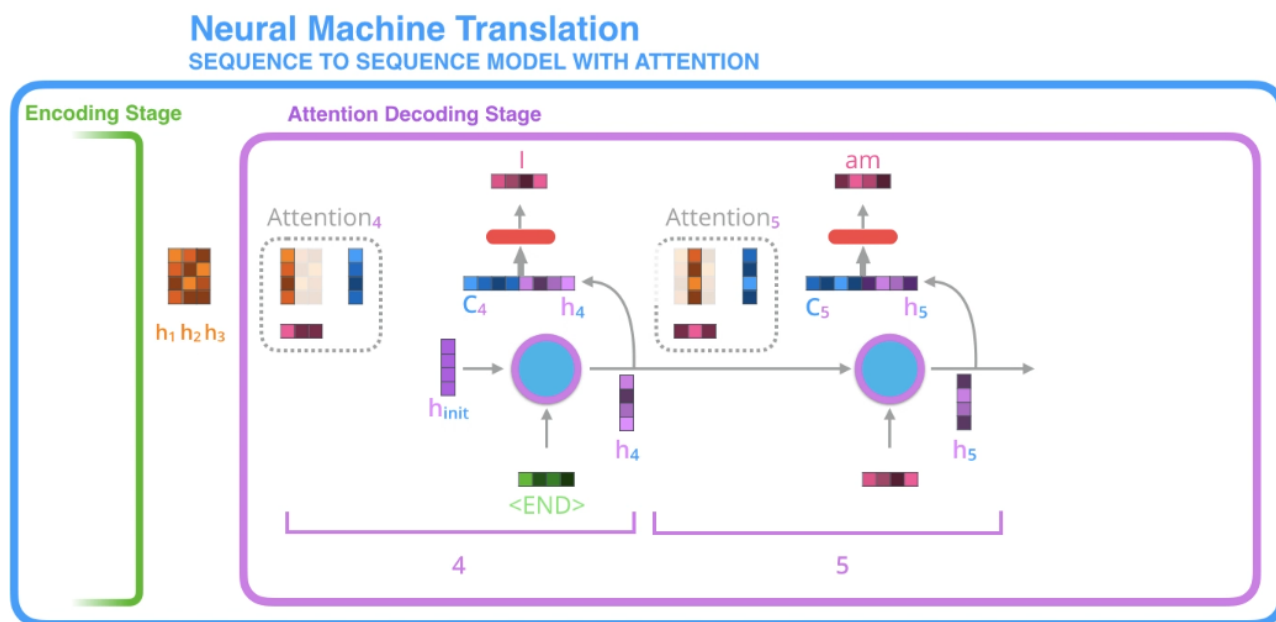 Neural Machine Translation
SEQUENCE TO SEQUENCE MODEL WITH ATTENTION
Encoding Stage
Attention Decoding Stage
I
am
Attention₄
Attention₅
C₄
h₄
C₅
h₅
h₁ h₂ h₃
h_init
h₄
h₅
<END>
4
5